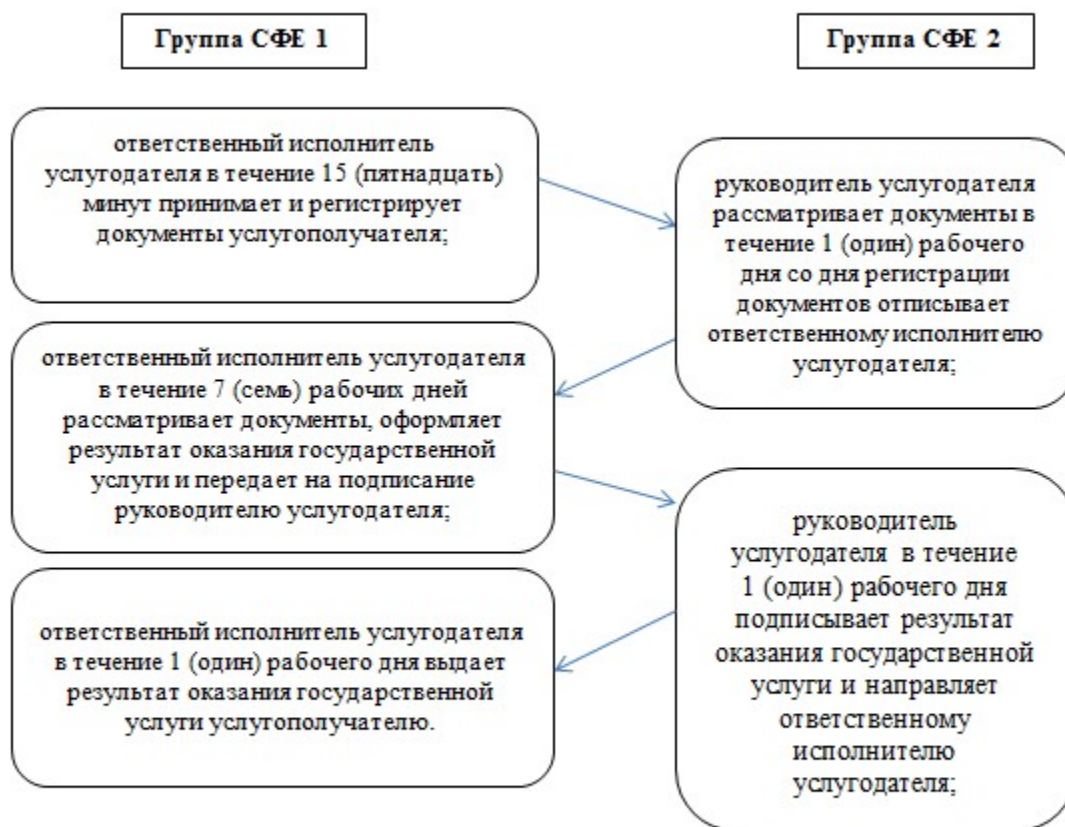 Группа СФЕ 1
Группа СФЕ 2
ответственный исполнитель
услугодателя в течение 15 (пятнадцать)
минут принимает и регистрирует
документы услугополучателя;
руководитель услугодателя
рассматривает документы в
течение 1 (один) рабочего
дня со дня регистрации
документов отписывает
ответственному исполнителю
услугодателя;
ответственный исполнитель услугодателя
в течение 7 (семь) рабочих дней
рассматривает документы, оформляет
результат оказания государственной
услуги и передает на подписание
руководителю услугодателя;
руководитель
услугодателя в течение
1 (один) рабочего дня
подписывает результат
оказания государственной
услуги и направляет
ответственному
исполнителю
услугодателя;
ответственный исполнитель услугодателя
в течение 1 (один) рабочего дня выдает
результат оказания государственной
услуги услугополучателю.